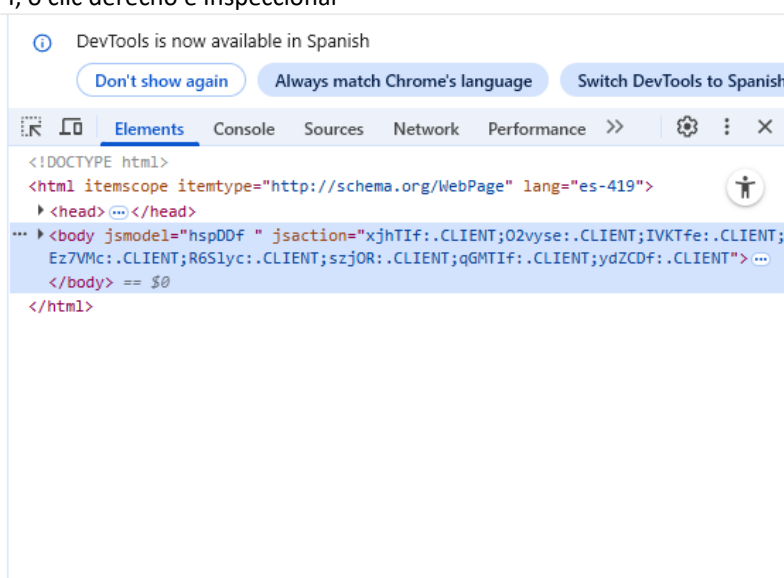 I, o clic derecho e inspeccionar
DevTools is now available in Spanish
Don't show again Always match Chrome's language Switch DevTools to Spanish
Elements Console Sources Network Performance
<!DOCTYPE html>
<html itemscope itemtype="http://schema.org/WebPage" lang="es-419">
<head> ... </head>
... <body jsmodel="hspDDf " jsaction="xjhTIf:.CLIENT;O2vyse:.CLIENT;IVKTfe:.CLIENT;
Ez7VMc:.CLIENT;R6Slyc:.CLIENT;szjOR:.CLIENT;qGMTIf:.CLIENT;ydZCDf:.CLIENT"> ...
</body> == $0
</html>